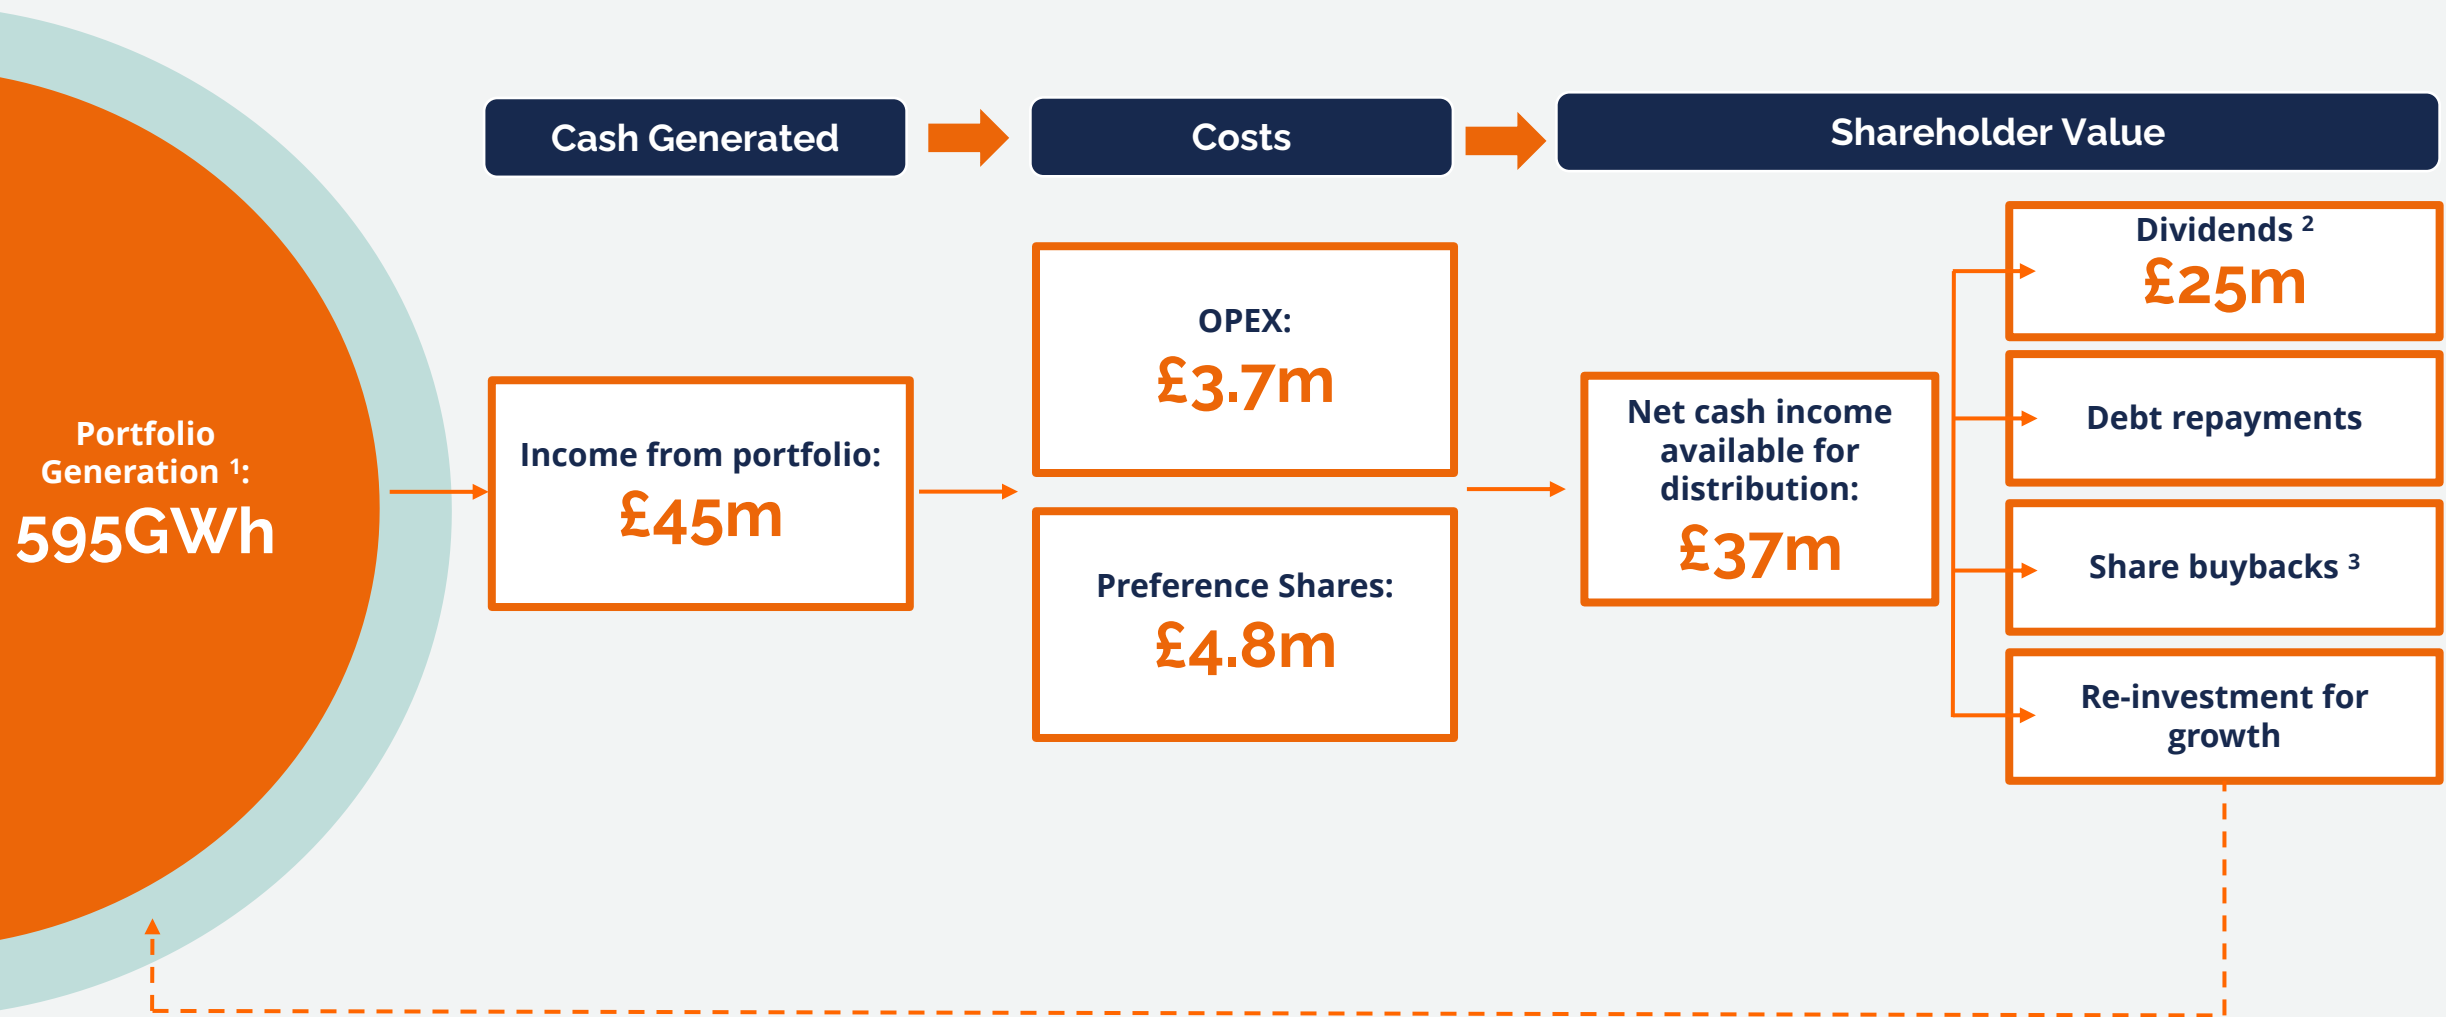 Portfolio
Generation ¹:
595GWh
Cash Generated
Income from portfolio:
£45m
Costs
OPEX:
£3.7m
Preference Shares:
£4.8m
Shareholder Value
Net cash income
available for
distribution:
£37m
Dividends ²
£25m
Debt repayments
Share buybacks ³
Re-investment for
growth